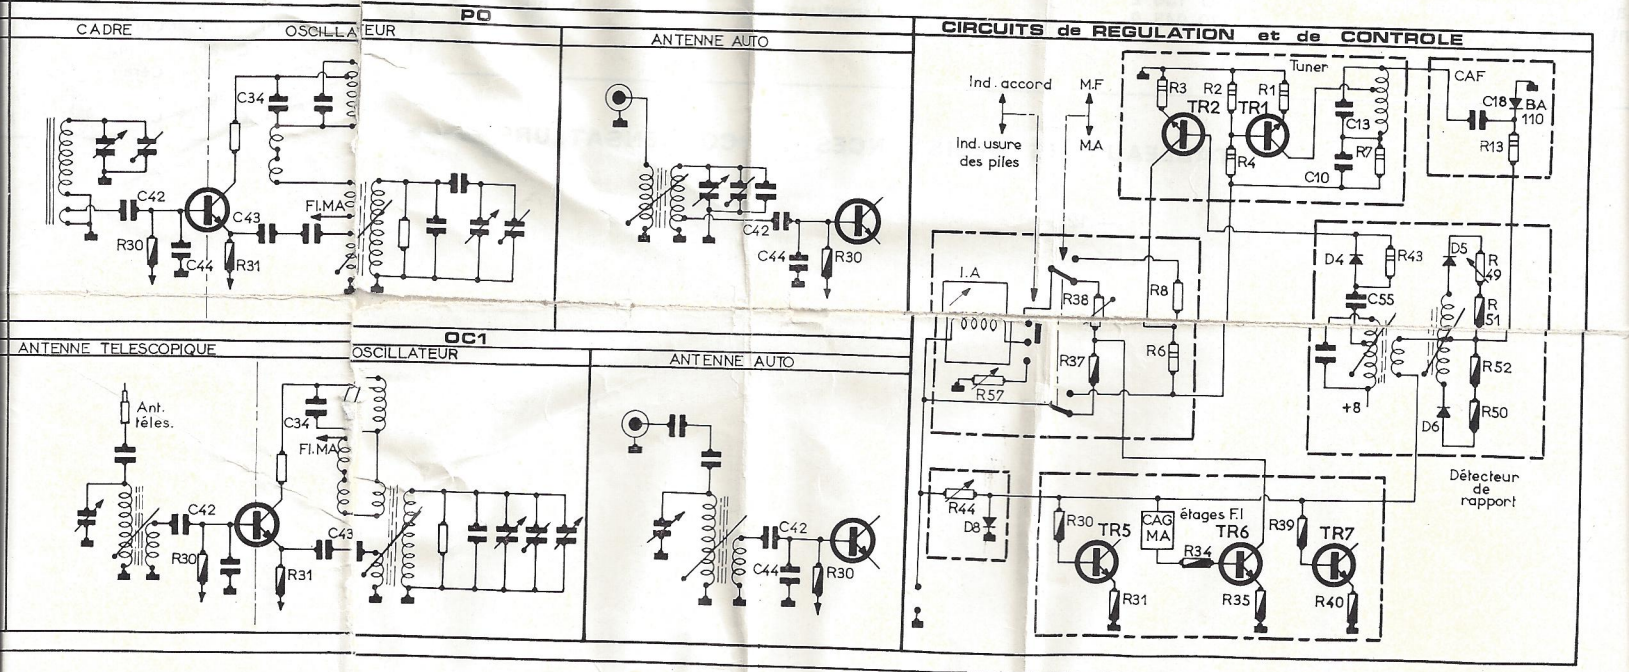 PO
CADRE
OSCILLATEUR
ANTENNE AUTO
C34
C42
C43
FI.MA
R30
C44
R31
C42
C44
R30
OC1
ANTENNE TELESCOPIQUE
OSCILLATEUR
ANTENNE AUTO
Ant.
téles.
C34
FI.MA
C42
C43
R30
R31
C42
C44
R30
CIRCUITS de REGULATION et de CONTROLE
Ind. accord
M.F
Ind. usure
des piles
M.A
Tuner
R3
R2
R1
TR2
TR1
C13
R4
R7
C10
CAF
C18
BA
110
R13
I.A
R38
R8
R37
R6
R57
D4
R43
D5
R
49
C55
R
51
R52
+8
D6
R50
Détecteur
de
rapport
R44
D8
R30
TR5
CAG
MA
étages F.I
R34
TR6
R39
TR7
R31
R35
R40